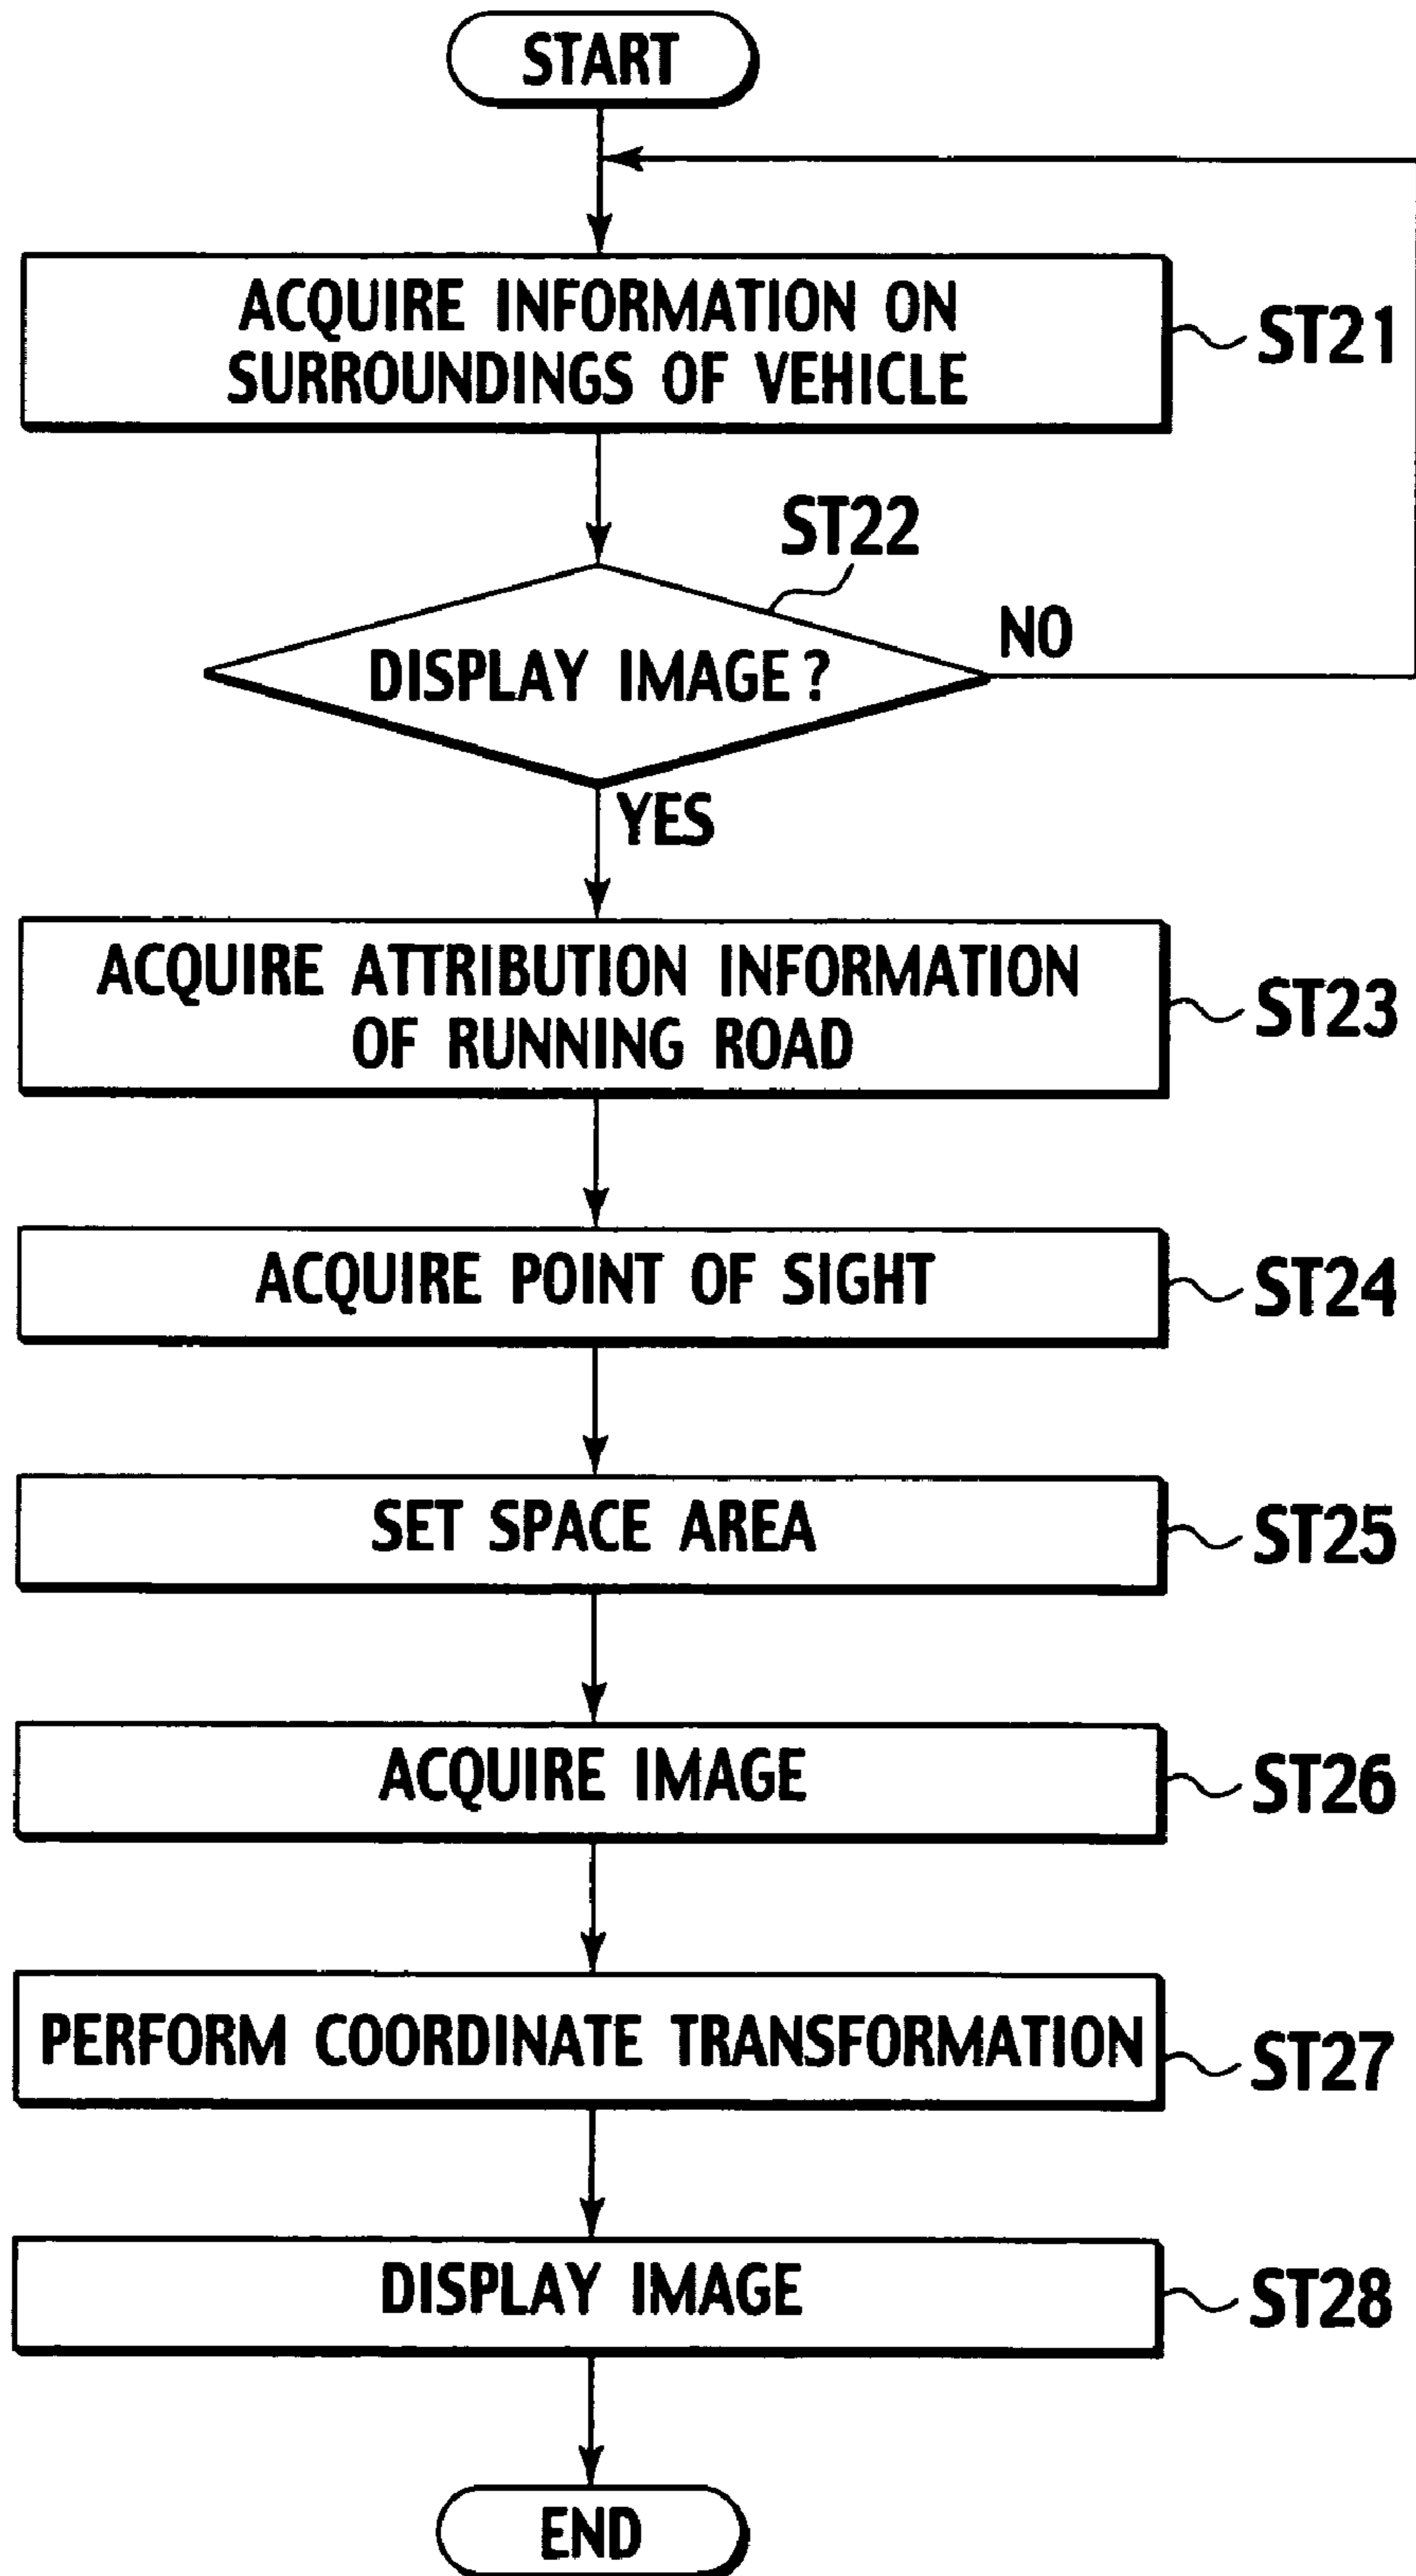 START
ACQUIRE INFORMATION ON
SURROUNDINGS OF VEHICLE
ST21
ST22
DISPLAY IMAGE?
NO
YES
ACQUIRE ATTRIBUTION INFORMATION
OF RUNNING ROAD
ST23
ACQUIRE POINT OF SIGHT
ST24
SET SPACE AREA
ST25
ACQUIRE IMAGE
ST26
PERFORM COORDINATE TRANSFORMATION
ST27
DISPLAY IMAGE
ST28
END